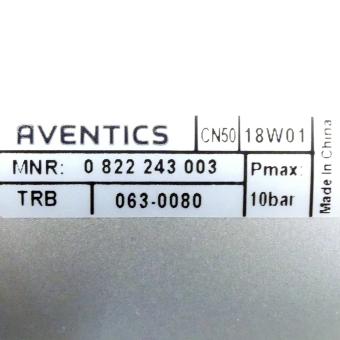 AVENTICS CN50 18W01
MNR: 0 822 243 003 Pmax:
TRB 063-0080 10bar
Made In China